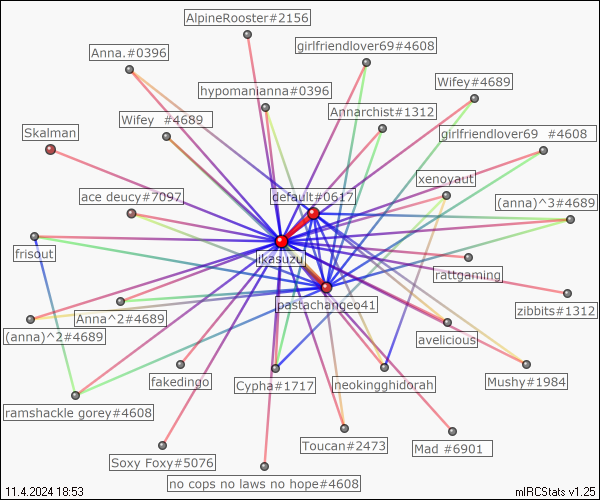 AlpineRooster#2156
Anna.#0396
girlfriendlover69#4608
hypomanianna#0396
Wifey#4689
Wifey  #4689
Annarchist#1312
Skalman
girlfriendlover69  #4608
xenoyaut
ace deucy#7097
default#0617
(anna)^3#4689
frisout
ikasuzu
rattgaming
pastachangeo41
zibbits#1312
Anna^2#4689
(anna)^2#4689
avelicious
fakedingo
Cypha#1717
neokingghidorah
Mushy#1984
ramshackle gorey#4608
Toucan#2473
Mad #6901
Soxy Foxy#5076
no cops no laws no hope#4608
11.4.2024 18:53
mIRCStats v1.25